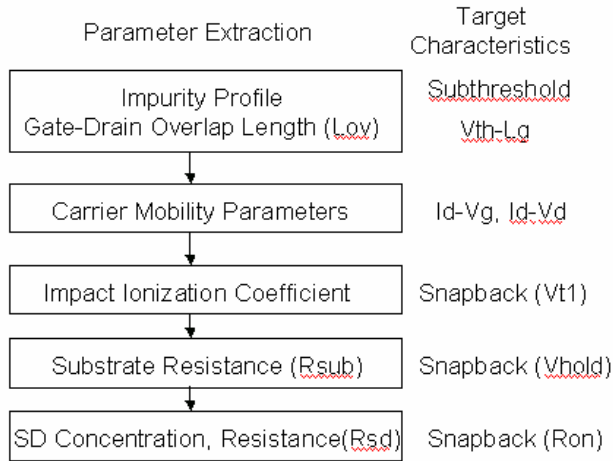 Parameter Extraction
Target
Characteristics
Impurity Profile
Gate-Drain Overlap Length (Lov)
Subthreshold
Vth-Lg
Carrier Mobility Parameters
Id-Vg, Id-Vd
Impact Ionization Coefficient
Snapback (Vt1)
Substrate Resistance (Rsub)
Snapback (Vhold)
SD Concentration, Resistance(Rsd)
Snapback (Ron)